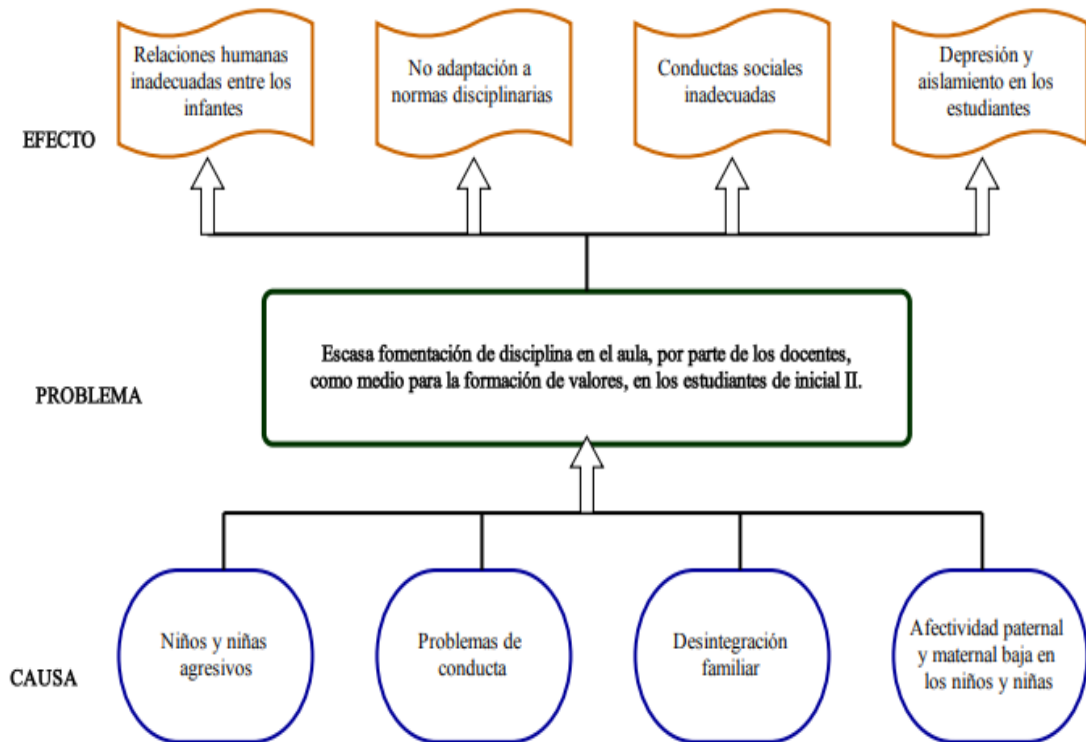 Relaciones humanas
inadecuadas entre los
infantes
No adaptación a
normas disciplinarias
Conductas sociales
inadecuadas
Depresión y
aislamiento en los
estudiantes
EFECTO
Escasa fomentación de disciplina en el aula, por parte de los docentes,
como medio para la formación de valores, en los estudiantes de inicial II.
PROBLEMA
Niños y niñas
agresivos
Problemas de
conducta
Desintegración
familiar
Afectividad paternal
y maternal baja en
los niños y niñas
CAUSA